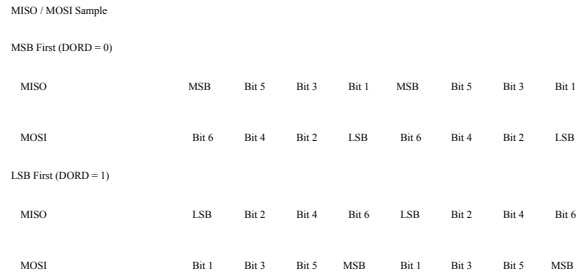 MISO / MOSI Sample
MSB First (DORD = 0)
MISO MSB Bit 5 Bit 3 Bit 1 MSB Bit 5 Bit 3 Bit 1
MOSI Bit 6 Bit 4 Bit 2 LSB Bit 6 Bit 4 Bit 2 LSB
LSB First (DORD = 1)
MISO LSB Bit 2 Bit 4 Bit 6 LSB Bit 2 Bit 4 Bit 6
MOSI Bit 1 Bit 3 Bit 5 MSB Bit 1 Bit 3 Bit 5 MSB